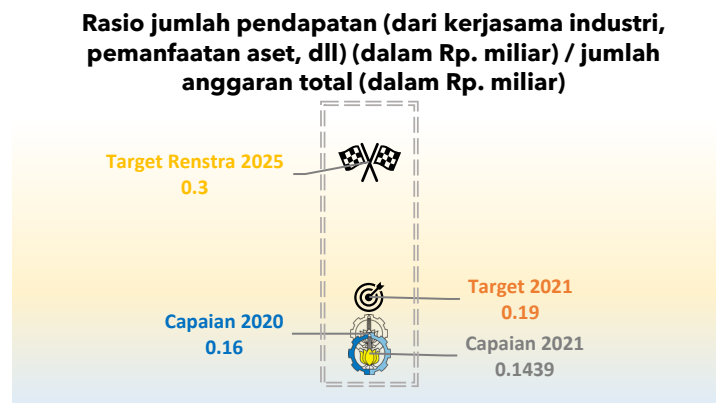 Rasio jumlah pendapatan (dari kerjasama industri,
pemanfaatan aset, dll) (dalam Rp. miliar) / jumlah
anggaran total (dalam Rp. miliar)
Target Renstra 2025
0.3
Target 2021
0.19
Capaian 2020
0.16
Capaian 2021
0.1439